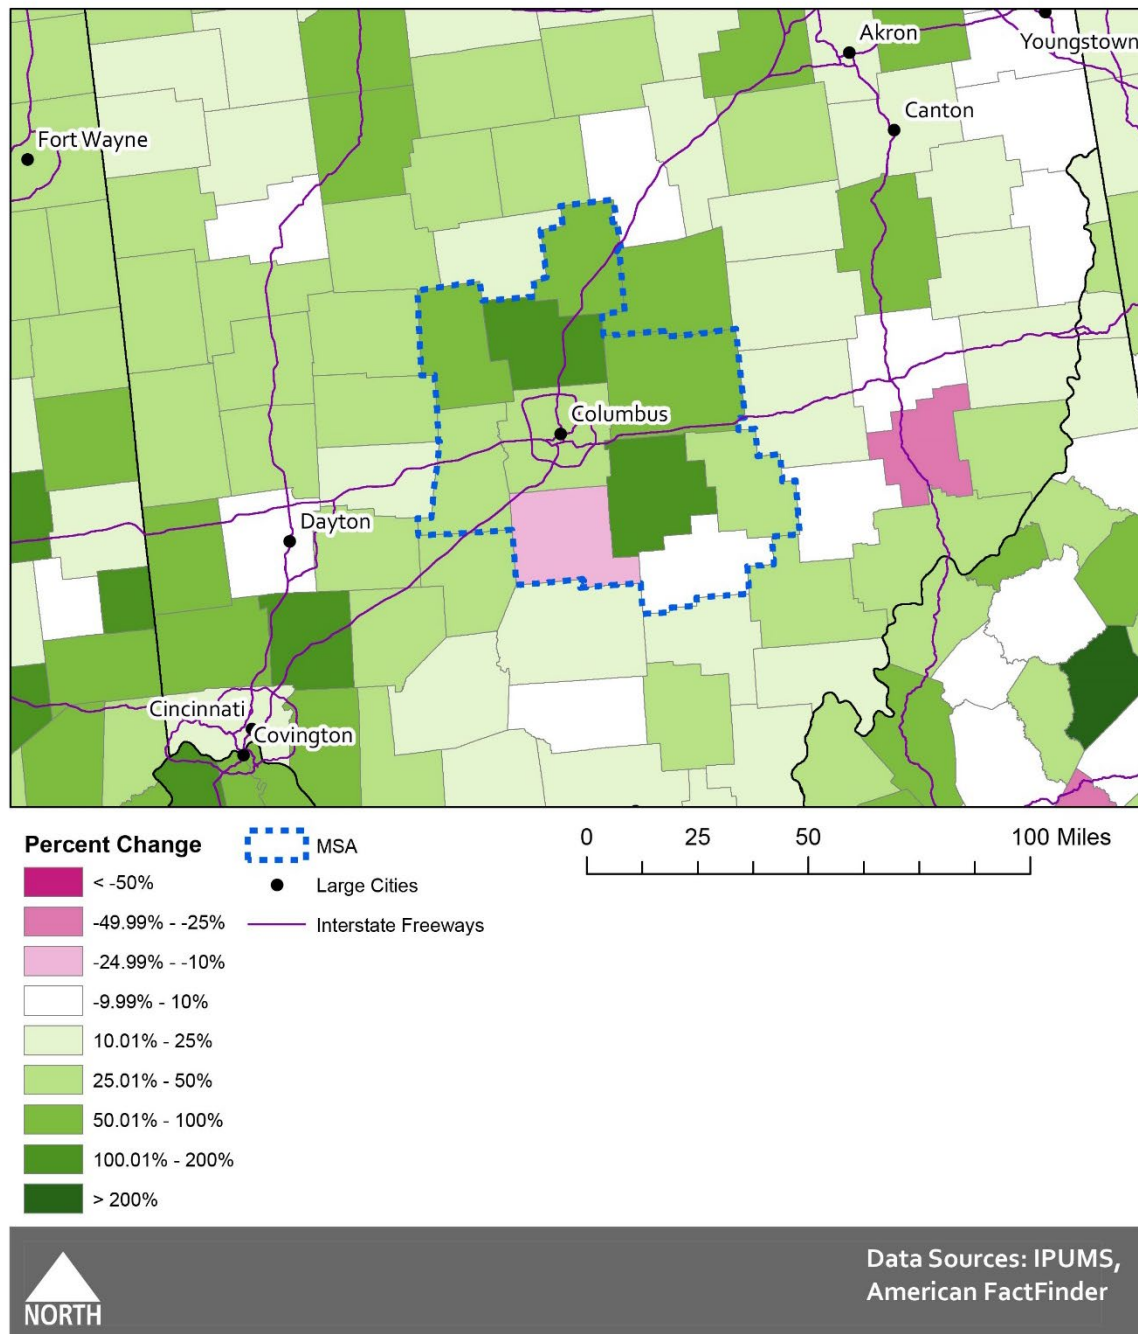 Akron
Youngstown
Canton
Fort Wayne
Columbus
Dayton
Cincinnati
Covington
Percent Change
< -50%
-49.99% - -25%
-24.99% - -10%
-9.99% - 10%
10.01% - 25%
25.01% - 50%
50.01% - 100%
100.01% - 200%
> 200%
MSA
Large Cities
Interstate Freeways
0 25 50 100 Miles
NORTH
Data Sources: IPUMS,
American FactFinder